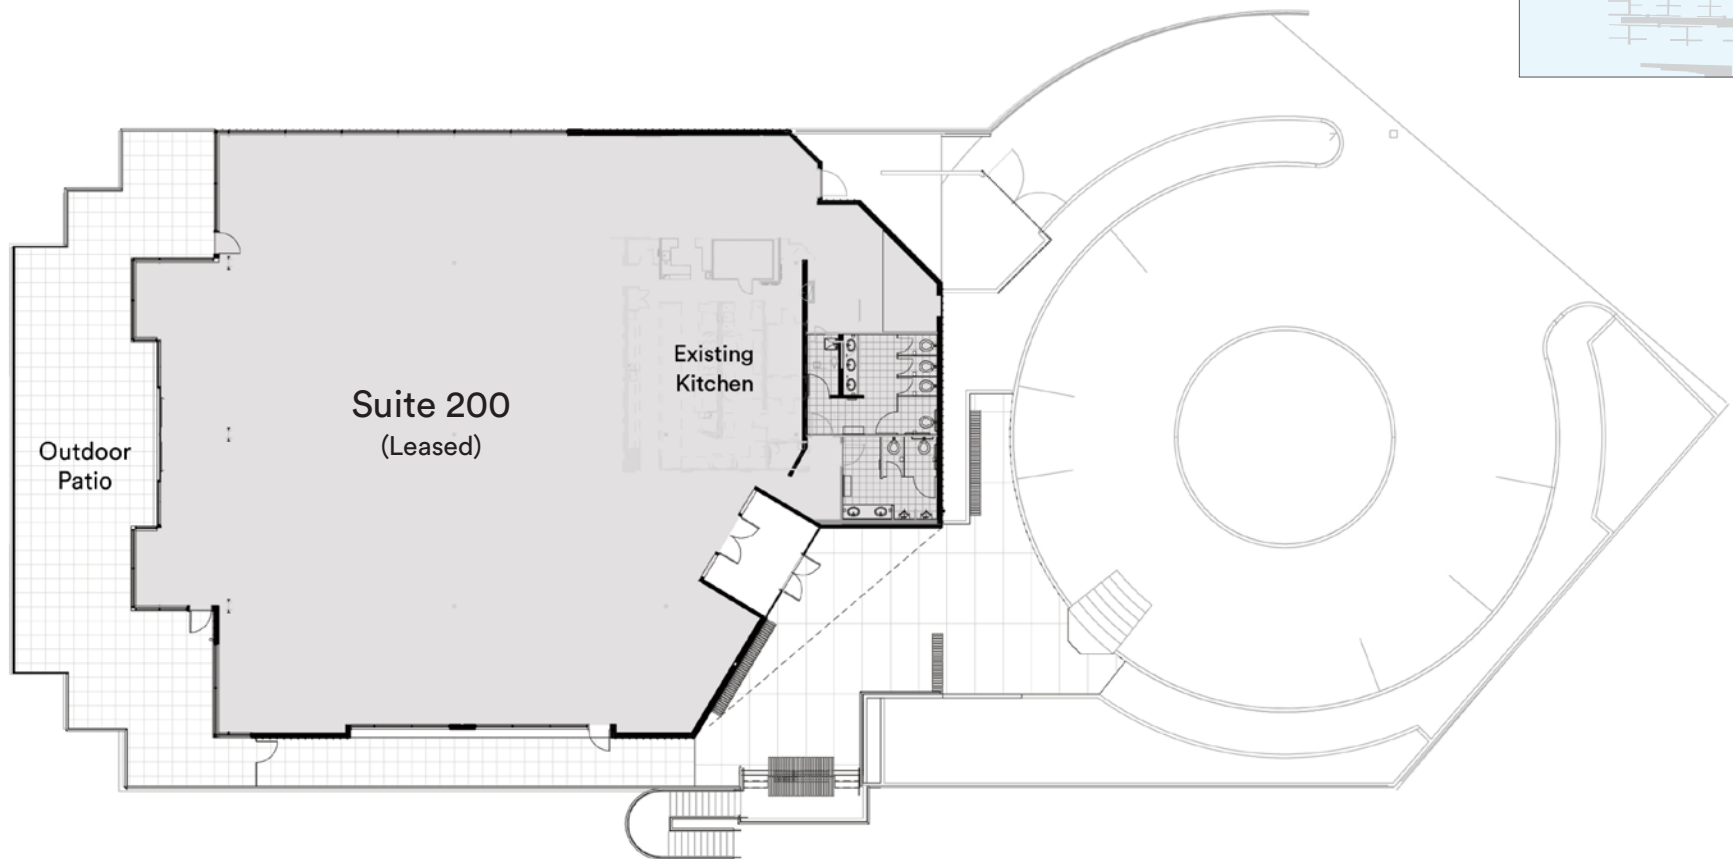 Existing
Kitchen
Suite 200
(Leased)
Outdoor
Patio